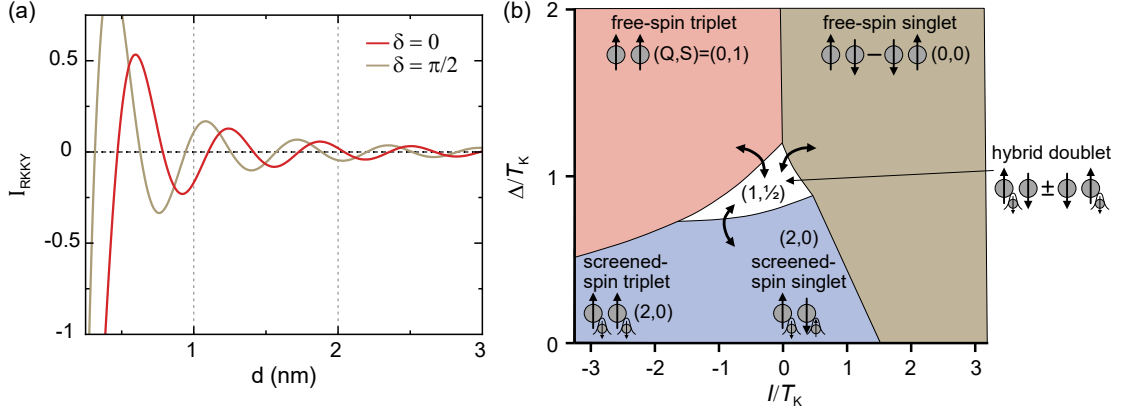 (a)
0.5
0
-0.5
-1
I_RKKY
1
2
3
d (nm)
δ = 0
δ = π/2
(b)
free-spin triplet
(Q,S)=(0,1)
free-spin singlet
(0,0)
hybrid doublet
±
(1,½)
(2,0)
screened-
spin triplet
(2,0)
screened-
spin singlet
2
1
0
Δ/T_K
-3
-2
-1
0
1
2
3
I/T_K